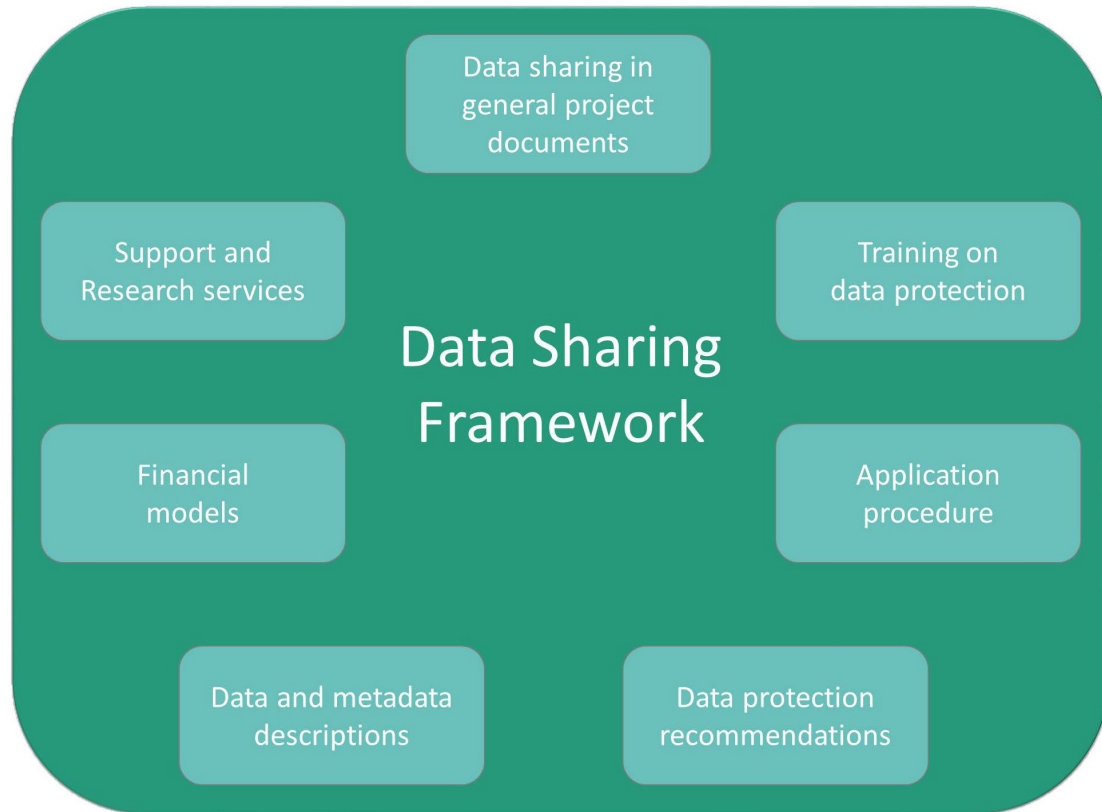 Data sharing in
general project
documents
Support and
Research services
Training on
data protection
Data Sharing
Framework
Financial
models
Application
procedure
Data and metadata
descriptions
Data protection
recommendations